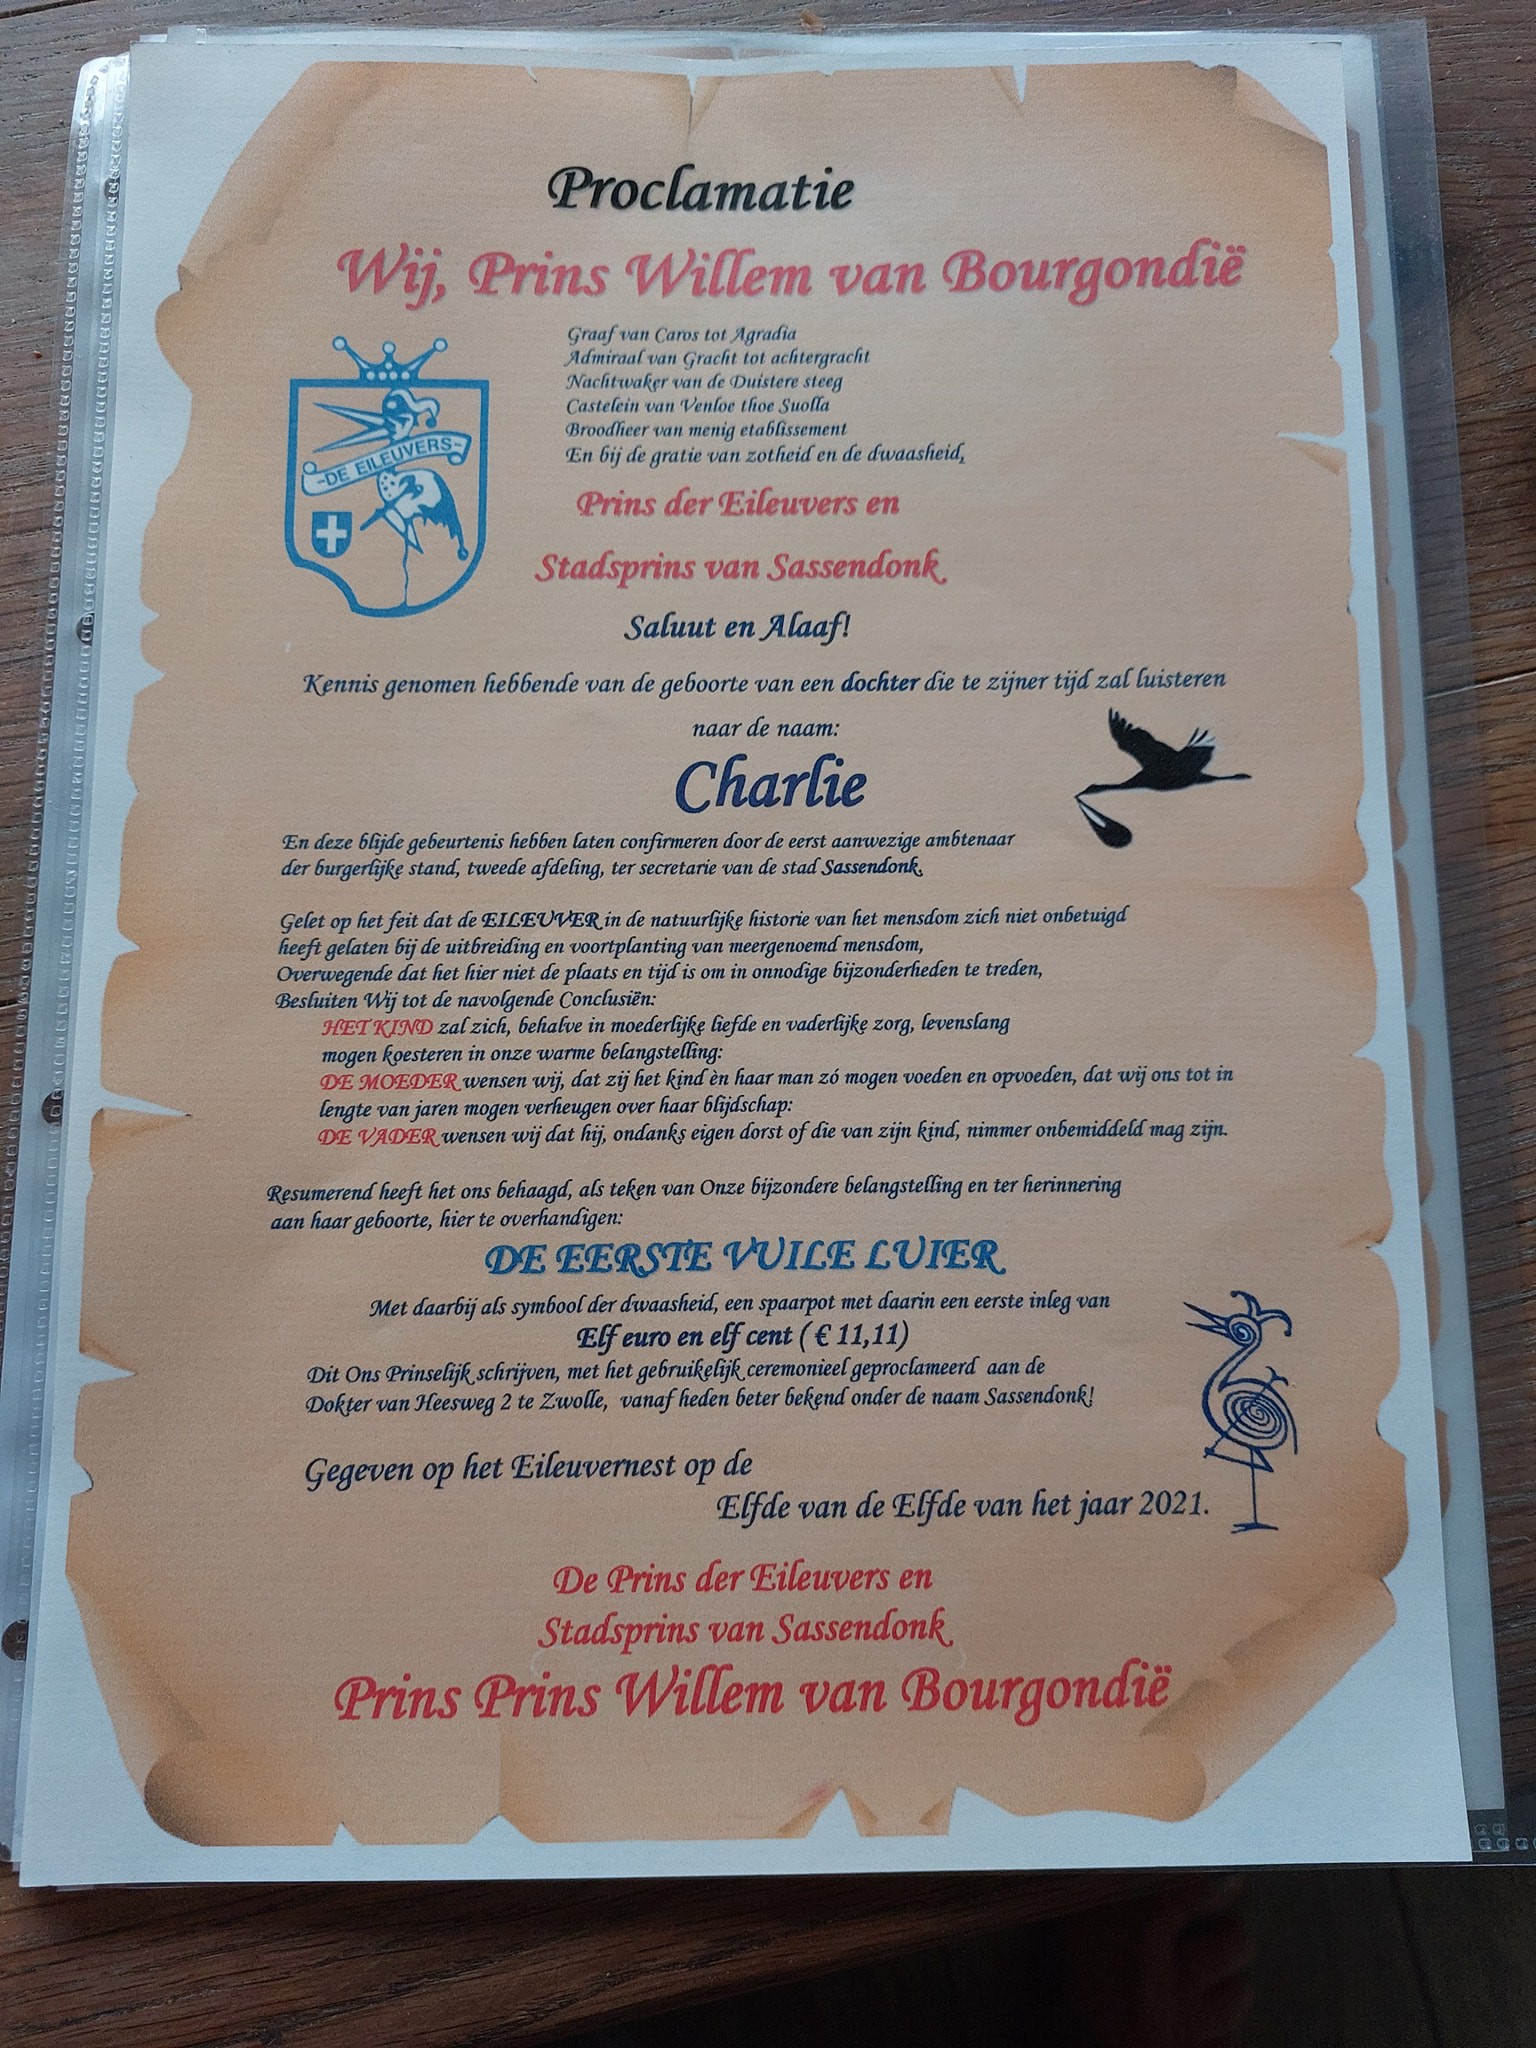 Proclamatie
Wij, Prins Willem van Bourgondië
Graaf van Caros tot Agradia
Admiraal van Gracht tot achtergracht
Nachtwaker van de Duistere steeg
Castelein van Venloe thoe Suolla
Broodheer van menig etablissement
En bij de gratie van zotheid en de dwaasheid,
-DE EILEUVERS-
Prins der Eileuvers en
Stadsprins van Sassendonk
Saluut en Alaaf!
Kennis genomen hebbende van de geboorte van een dochter die te zijner tijd zal luisteren
naar de naam:
Charlie
En deze blijde gebeurtenis hebben laten confirmeren door de eerst aanwezige ambtenaar
der burgerlijke stand, tweede afdeling, ter secretarie van de stad Sassendonk.
Gelet op het feit dat de EILEUVER in de natuurlijke historie van het mensdom zich niet onbetuigd
heeft gelaten bij de uitbreiding en voortplanting van meergenoemd mensdom,
Overwegende dat het hier niet de plaats en tijd is om in onnodige bijzonderheden te treden,
Besluiten Wij tot de navolgende Conclusiën:
HET KIND zal zich, behalve in moederlijke liefde en vaderlijke zorg, levenslang
mogen koesteren in onze warme belangstelling:
DE MOEDER wensen wij, dat zij het kind èn haar man zó mogen voeden en opvoeden, dat wij ons tot in
lengte van jaren mogen verheugen over haar blijdschap:
DE VADER wensen wij dat hij, ondanks eigen dorst of die van zijn kind, nimmer onbemiddeld mag zijn.
Resumerend heeft het ons behaagd, als teken van Onze bijzondere belangstelling en ter herinnering
aan haar geboorte, hier te overhandigen:
DE EERSTE VUILE LUIER
Met daarbij als symbool der dwaasheid, een spaarpot met daarin een eerste inleg van
Elf euro en elf cent ( € 11,11)
Dit Ons Prinselijk schrijven, met het gebruikelijk ceremonieel geproclameerd aan de
Dokter van Heesweg 2 te Zwolle, vanaf heden beter bekend onder de naam Sassendonk!
Gegeven op het Eileuvernest op de
Elfde van de Elfde van het jaar 2021.
De Prins der Eileuvers en
Stadsprins van Sassendonk
Prins Prins Willem van Bourgondië